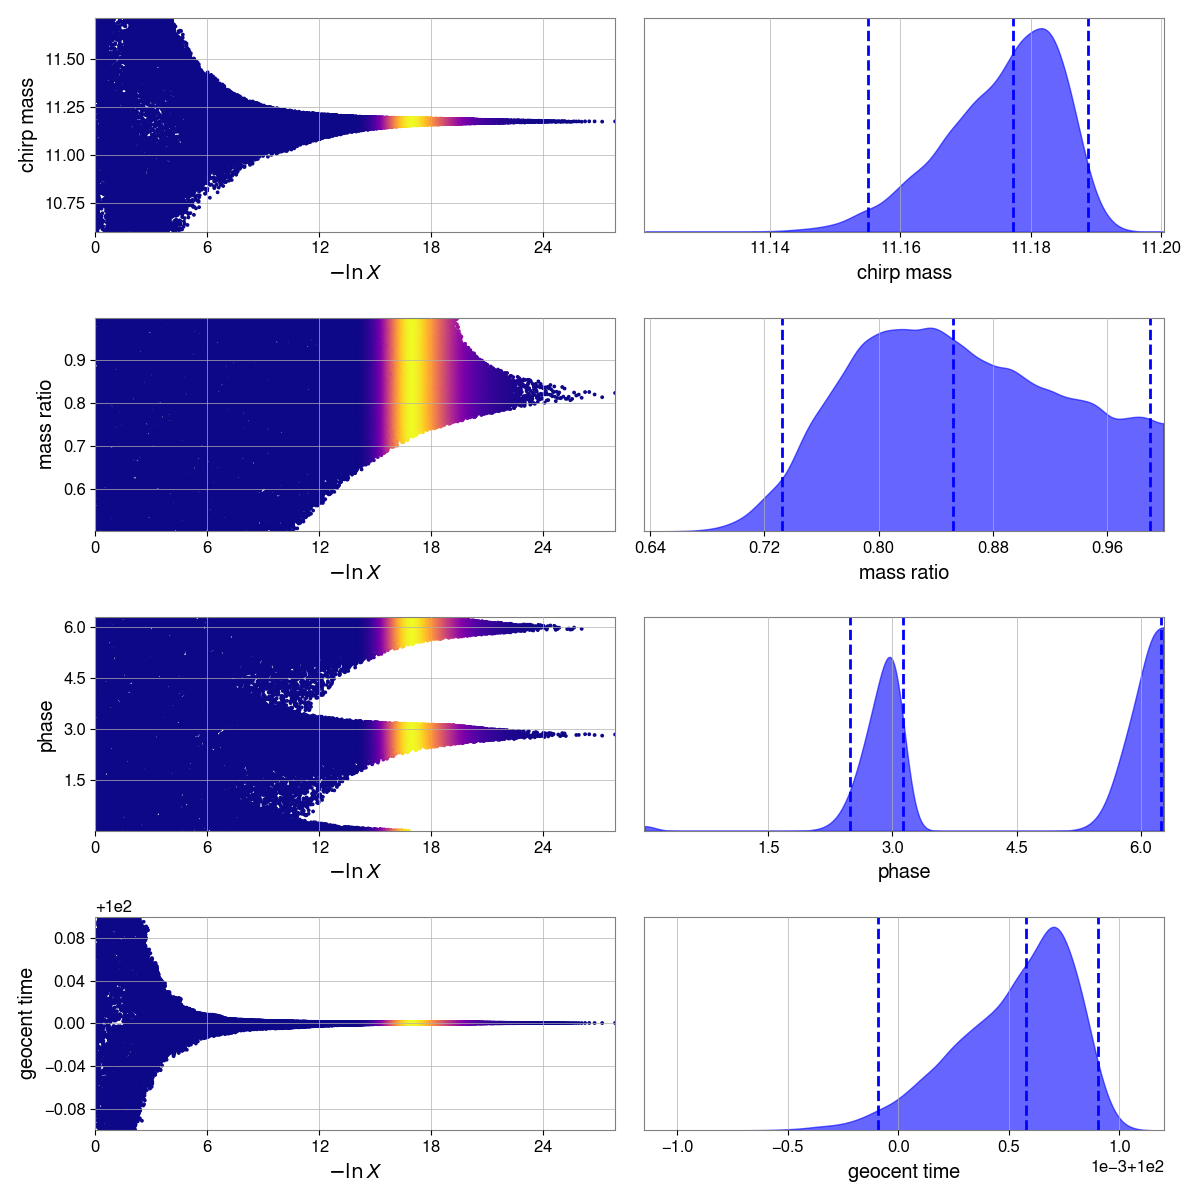 11.50
11.25
11.00
10.75
chirp mass
0 6 12 18 24
−ln X
11.14 11.16 11.18 11.20
chirp mass
0.9
0.8
0.7
0.6
mass ratio
0 6 12 18 24
−ln X
0.64 0.72 0.80 0.88 0.96
mass ratio
6.0
4.5
3.0
1.5
phase
0 6 12 18 24
−ln X
1.5 3.0 4.5 6.0
phase
+1e2
0.08
0.04
0.00
−0.04
−0.08
geocent time
0 6 12 18 24
−ln X
−1.0 −0.5 0.0 0.5 1.0
1e−3+1e2
geocent time